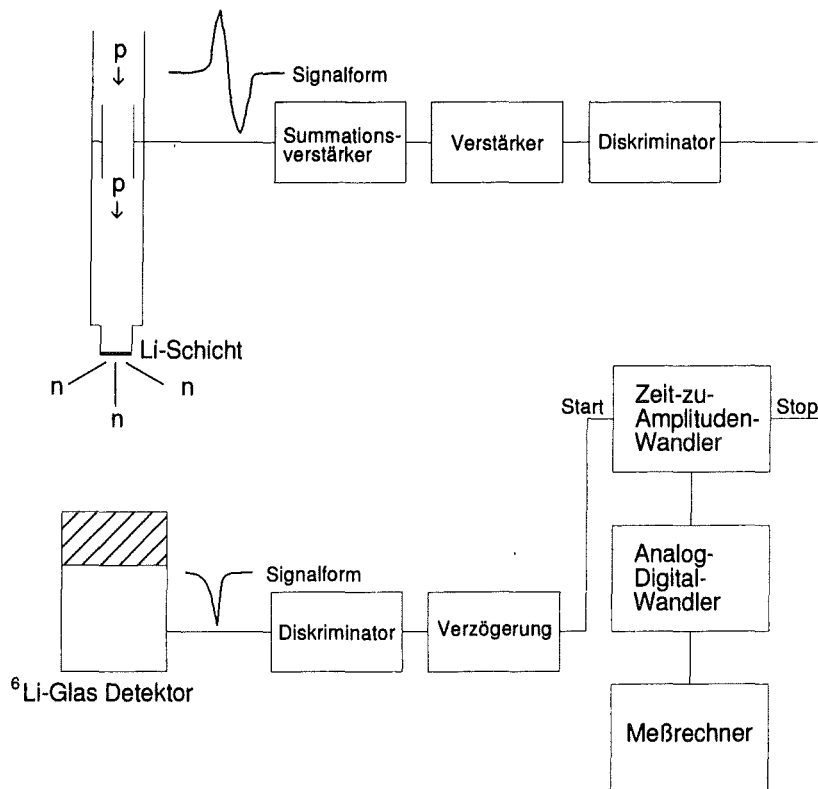 p
Signalform
Summations-
verstärker
Verstärker
Diskriminator
p
Li-Schicht
n
n
n
Start
Zeit-zu-
Amplituden-
Wandler
Stop
Signalform
Diskriminator
Verzögerung
Analog-
Digital-
Wandler
⁶Li-Glas Detektor
Meßrechner